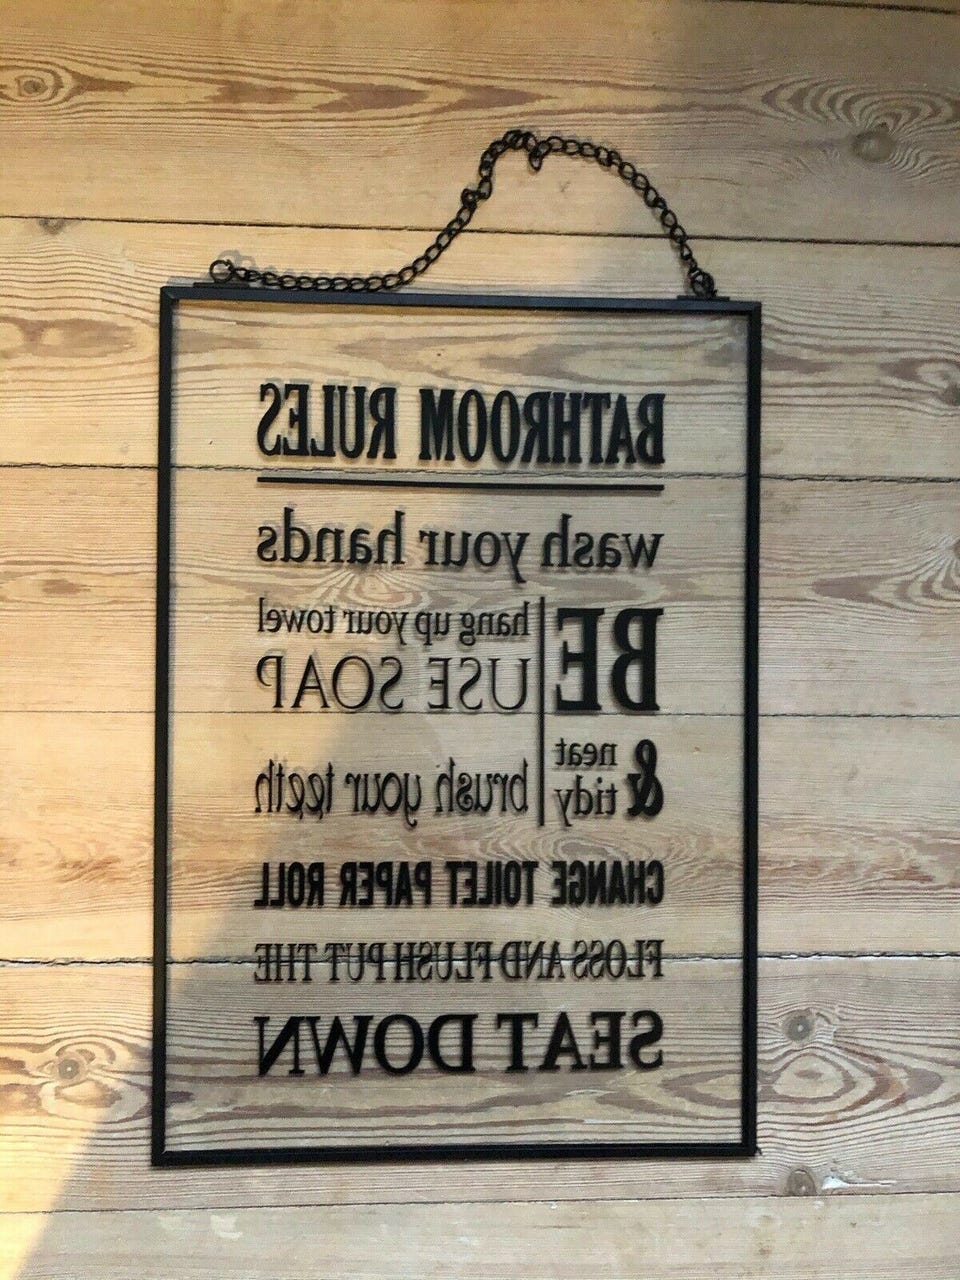 BATHROOM RULES
wash your hands
BE
& neat
tidy
hang up your towel
USE SOAP
brush your teeth
CHANGE TOILET PAPER ROLL
FLOSS AND FLUSH PUT THE
SEAT DOWN